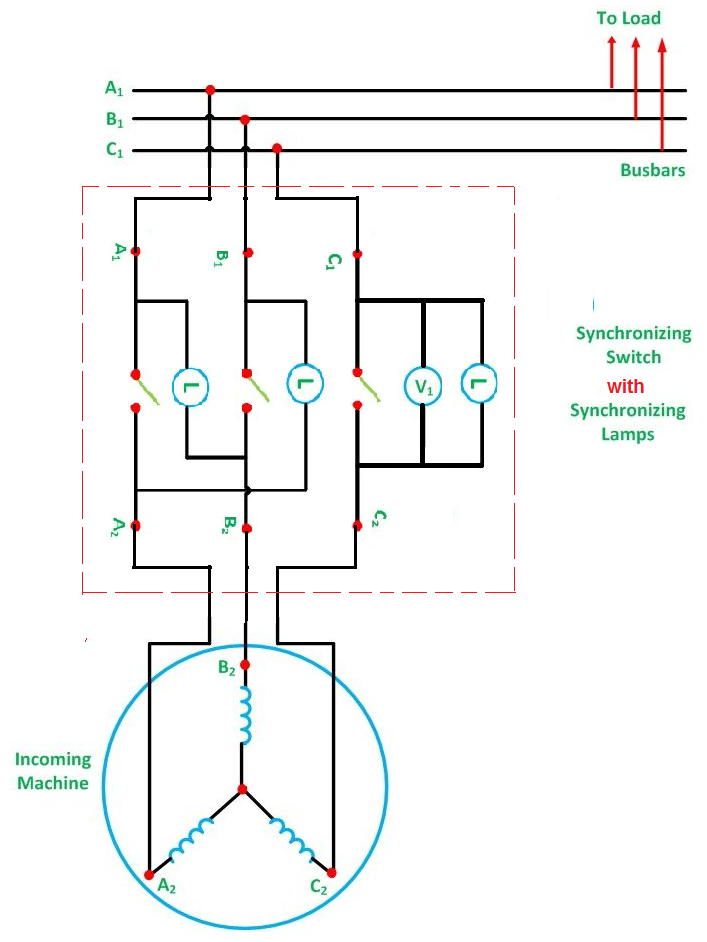 To Load
A₁
B₁
C₁
Busbars
A₁
B₁
C₁
Synchronizing
Switch
with
Synchronizing
Lamps
L
L
V₁
L
A₂
B₂
C₂
B₂
Incoming
Machine
A₂
C₂